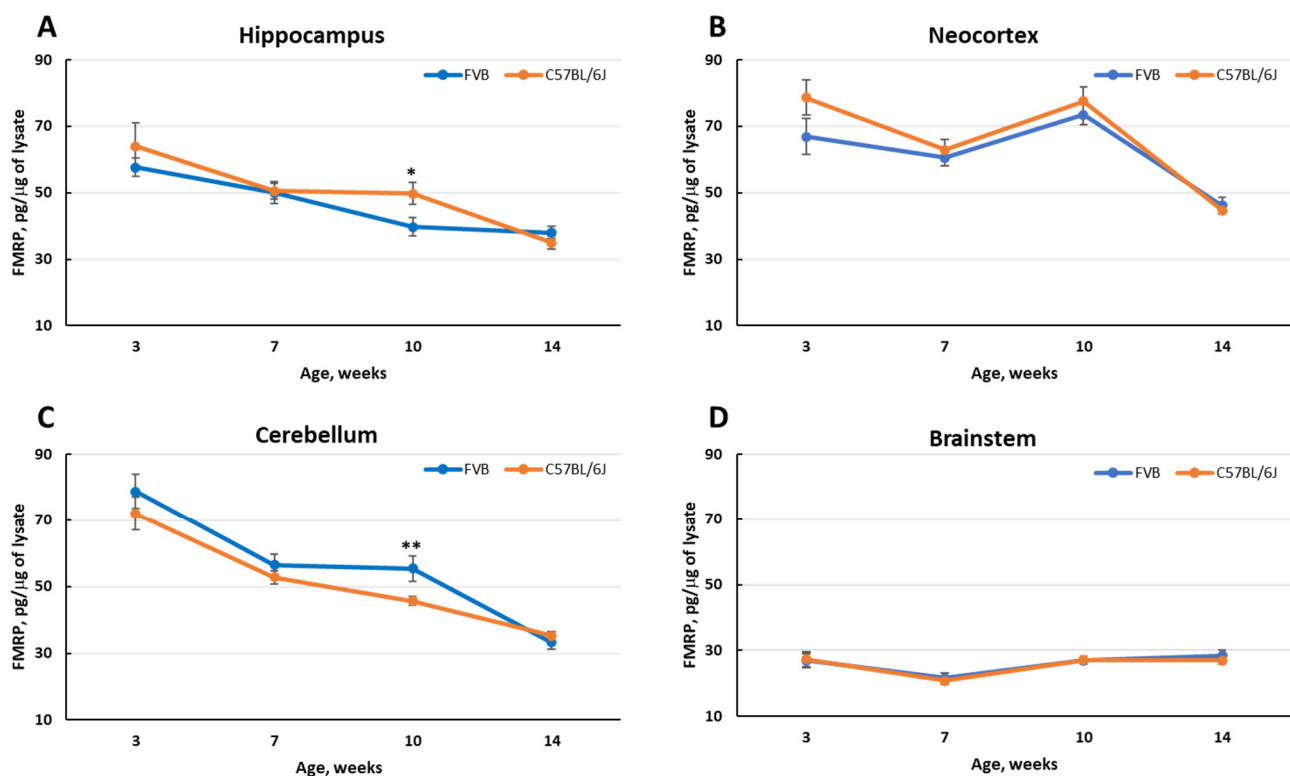 A
Hippocampus
FVB
C57BL/6J
FMRP, pg/µg of lysate
90
70
50
30
10
*
3
7
10
14
Age, weeks
B
Neocortex
FVB
C57BL/6J
FMRP, pg/µg of lysate
90
70
50
30
10
3
7
10
14
Age, weeks
C
Cerebellum
FVB
C57BL/6J
FMRP, pg/µg of lysate
90
70
50
30
10
**
3
7
10
14
Age, weeks
D
Brainstem
FVB
C57BL/6J
FMRP, pg/µg of lysate
90
70
50
30
10
3
7
10
14
Age, weeks